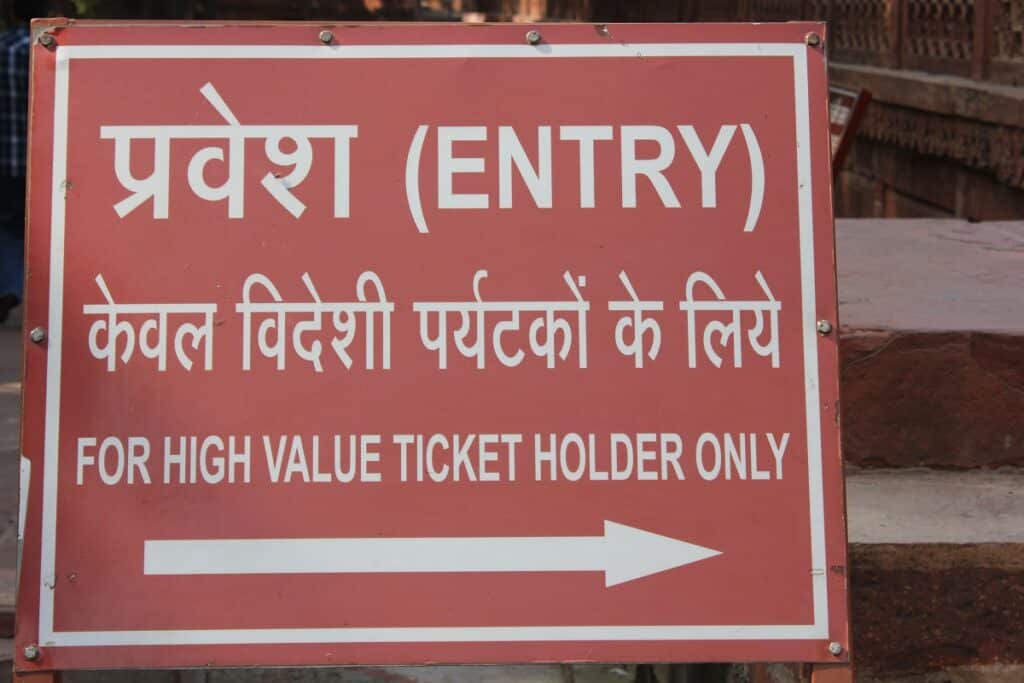 प्रवेश (ENTRY)
केवल विदेशी पर्यटकों के लिये
FOR HIGH VALUE TICKET HOLDER ONLY